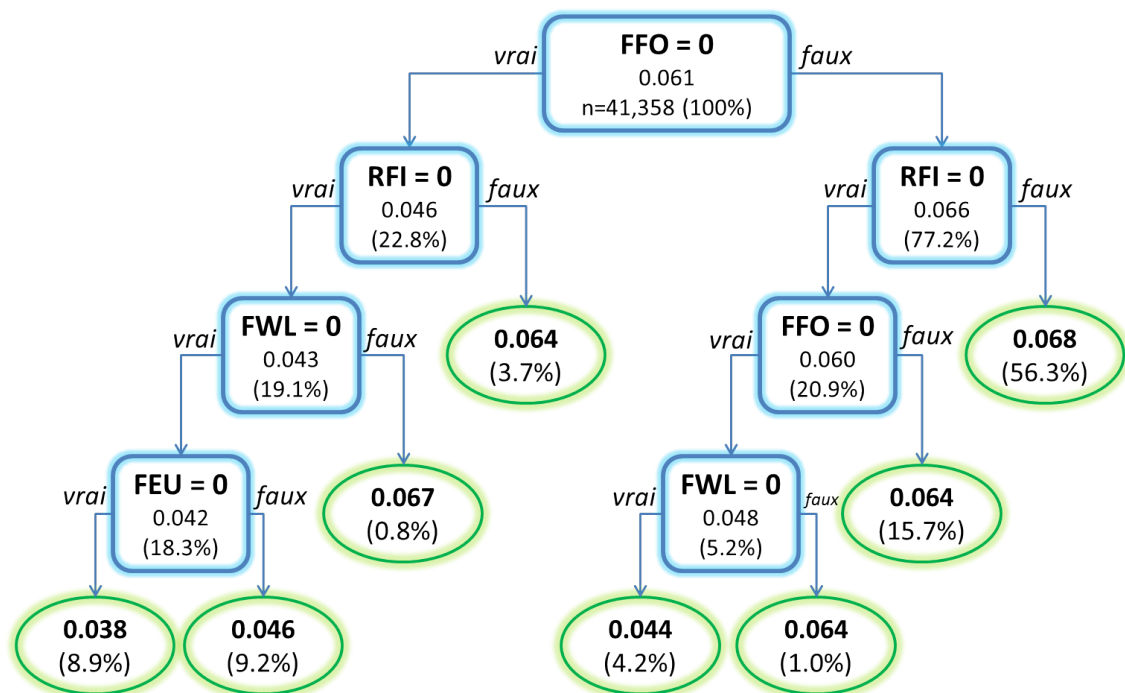 FFO = 0
0.061
n=41,358 (100%)
vrai
faux
RFI = 0
0.046
(22.8%)
vrai
faux
RFI = 0
0.066
(77.2%)
vrai
faux
FWL = 0
0.043
(19.1%)
vrai
faux
0.064
(3.7%)
FFO = 0
0.060
(20.9%)
vrai
faux
0.068
(56.3%)
FEU = 0
0.042
(18.3%)
vrai
faux
0.067
(0.8%)
FWL = 0
0.048
(5.2%)
vrai
faux
0.064
(15.7%)
0.038
(8.9%)
0.046
(9.2%)
0.044
(4.2%)
0.064
(1.0%)